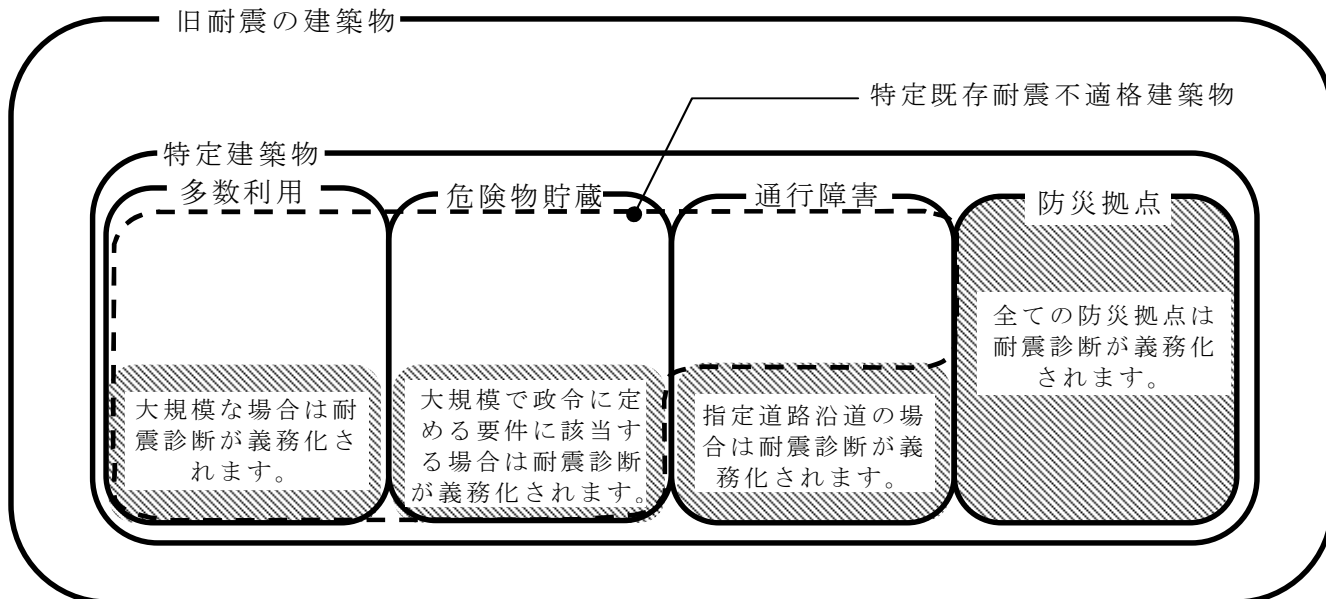 旧耐震の建築物
特定既存耐震不適格建築物
特定建築物
多数利用
危険物貯蔵
通行障害
防災拠点
大規模な場合は耐
震診断が義務化さ
れます。
大規模で政令に定
める要件に該当す
る場合は耐震診断
が義務化されます。
指定道路沿道の場
合は耐震診断が義
務化されます。
全ての防災拠点は
耐震診断が義務化
されます。